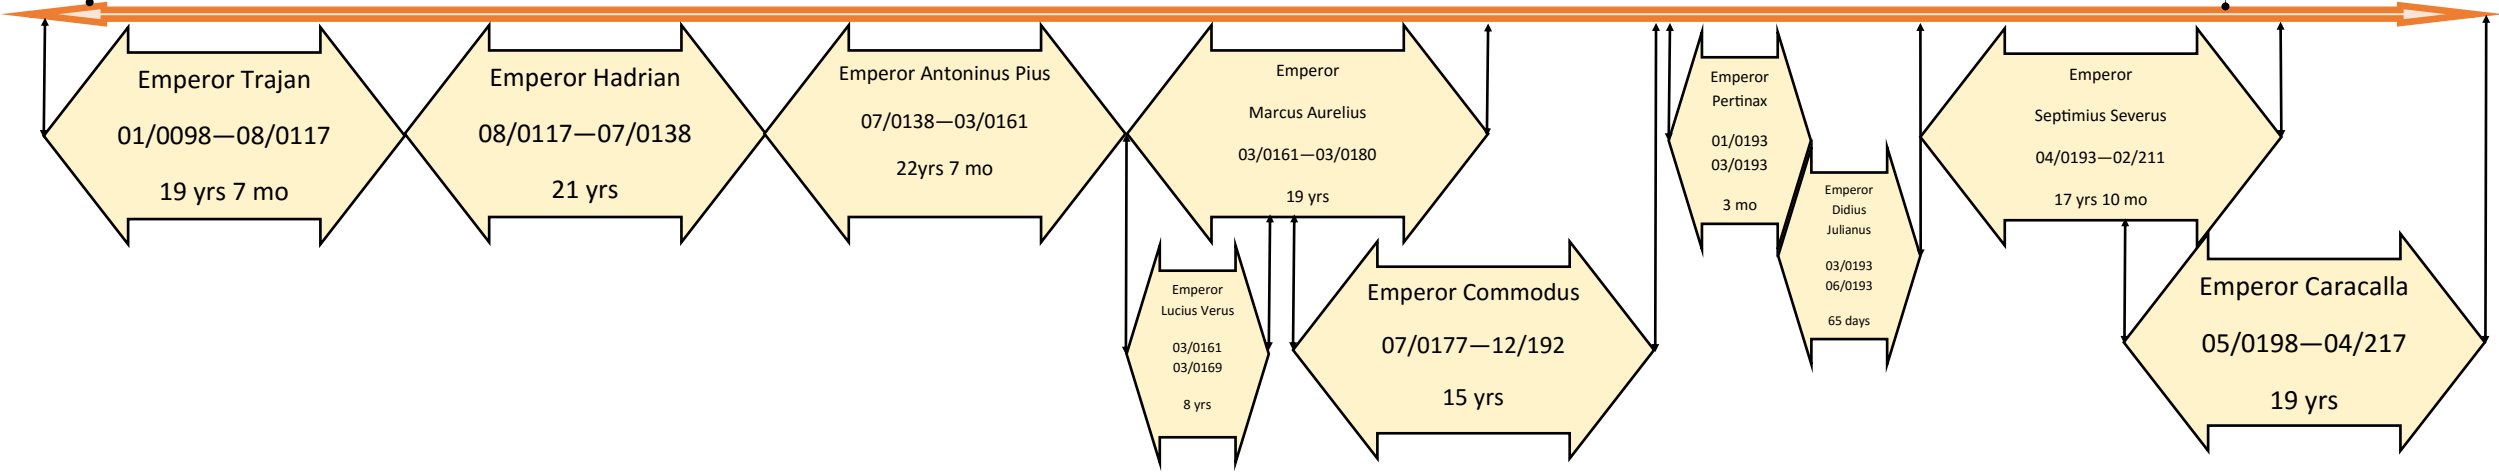 Emperor Trajan
01/0098—08/0117
19 yrs 7 mo
Emperor Hadrian
08/0117—07/0138
21 yrs
Emperor Antoninus Pius
07/0138—03/0161
22yrs 7 mo
Emperor
Marcus Aurelius
03/0161—03/0180
19 yrs
Emperor
Lucius Verus
03/0161
03/0169
8 yrs
Emperor Commodus
07/0177—12/192
15 yrs
Emperor
Pertinax
01/0193
03/0193
3 mo
Emperor
Didius
Julianus
03/0193
06/0193
65 days
Emperor
Septimius Severus
04/0193—02/211
17 yrs 10 mo
Emperor Caracalla
05/0198—04/217
19 yrs